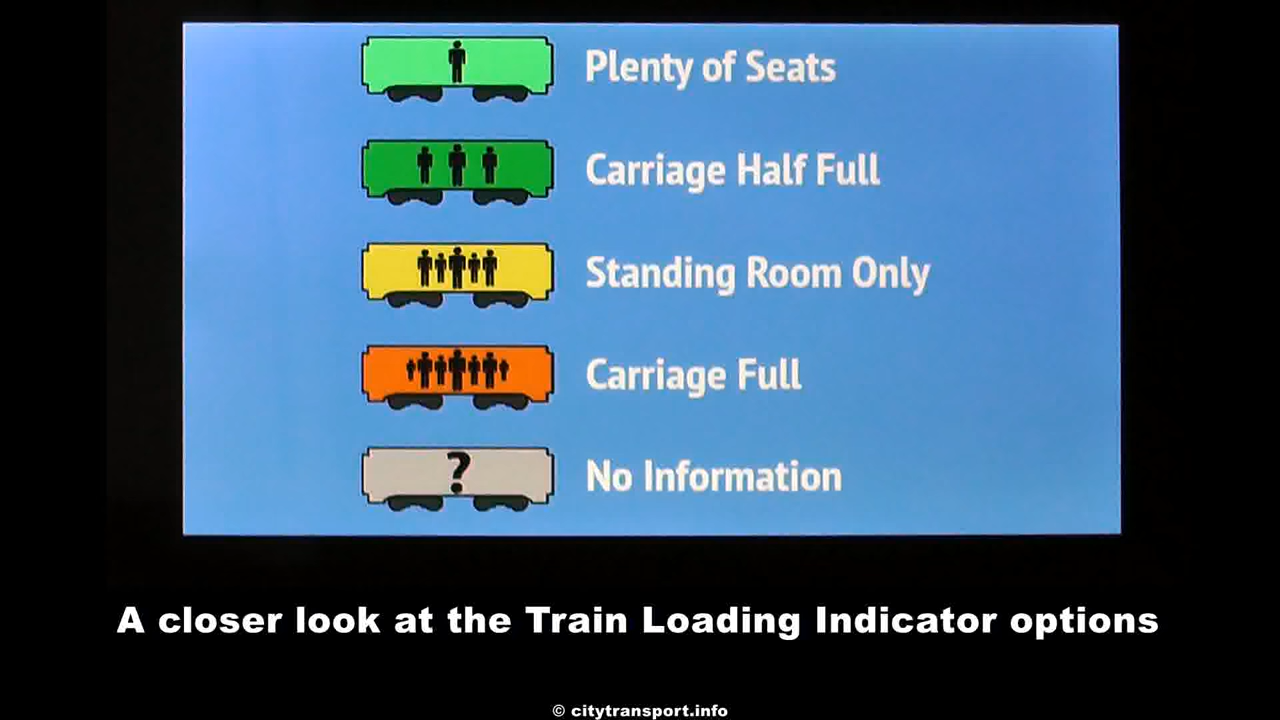 Plenty of Seats
Carriage Half Full
Standing Room Only
Carriage Full
?
No Information
A closer look at the Train Loading Indicator options
© citytransport.info